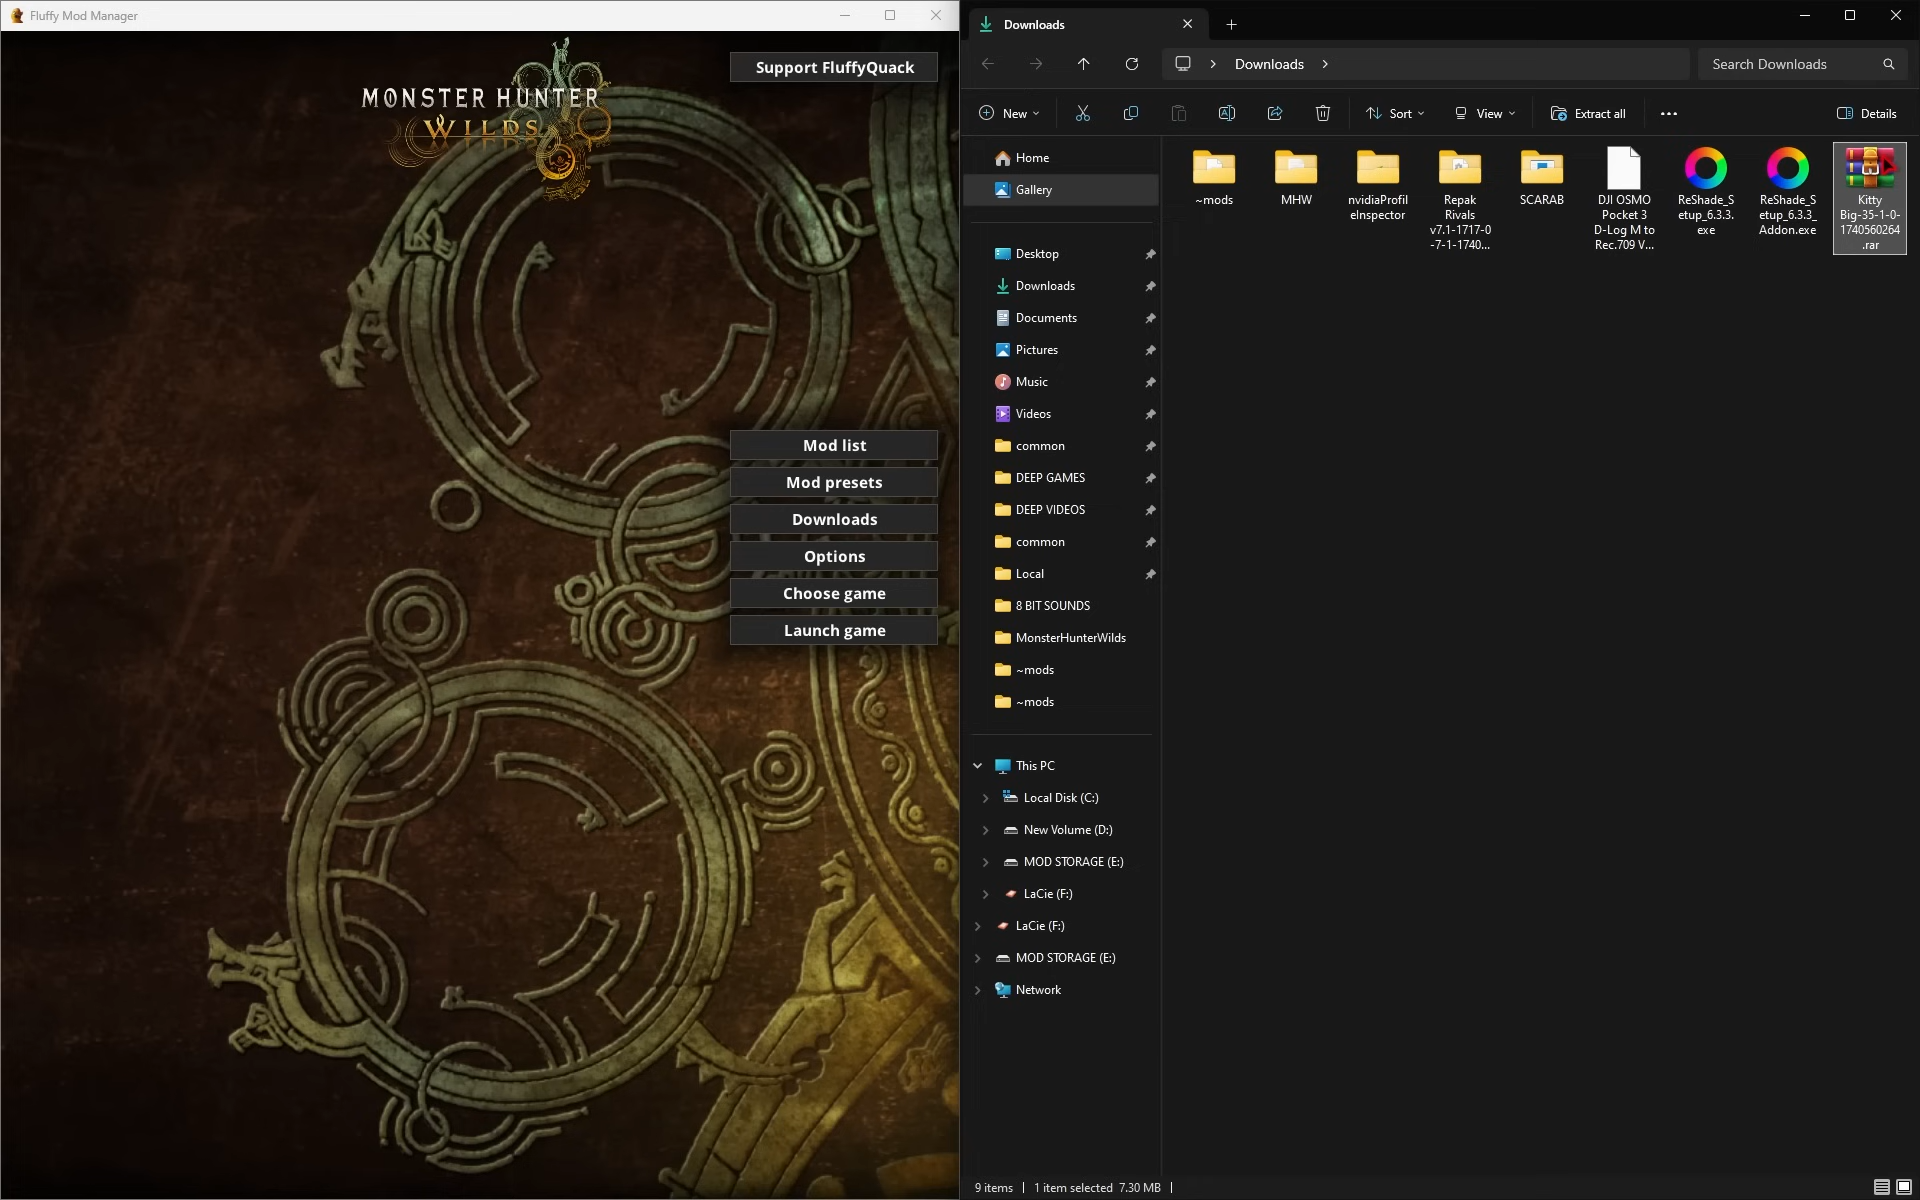 Fluffy Mod Manager
MONSTER HUNTER
WILDS
Support FluffyQuack
Mod list
Mod presets
Downloads
Options
Choose game
Launch game
Downloads
Downloads
Search Downloads
New
Sort
View
Extract all
Details
Home
Gallery
Desktop
Downloads
Documents
Pictures
Music
Videos
common
DEEP GAMES
DEEP VIDEOS
common
Local
8 BIT SOUNDS
MonsterHunterWilds
~mods
~mods
This PC
Local Disk (C:)
New Volume (D:)
MOD STORAGE (E:)
LaCie (F:)
LaCie (F:)
MOD STORAGE (E:)
Network
~mods
MHW
nvidiaProfil
eInspector
Repak
Rivals
v7.1-1717-0
-7-1-1740...
SCARAB
DJI OSMO
Pocket 3
D-Log M to
Rec.709 V...
ReShade_S
etup_6.3.3.
exe
ReShade_S
etup_6.3.3_
Addon.exe
Kitty
Big-35-1-0-
1740560264
.rar
9 items | 1 item selected 7.30 MB |